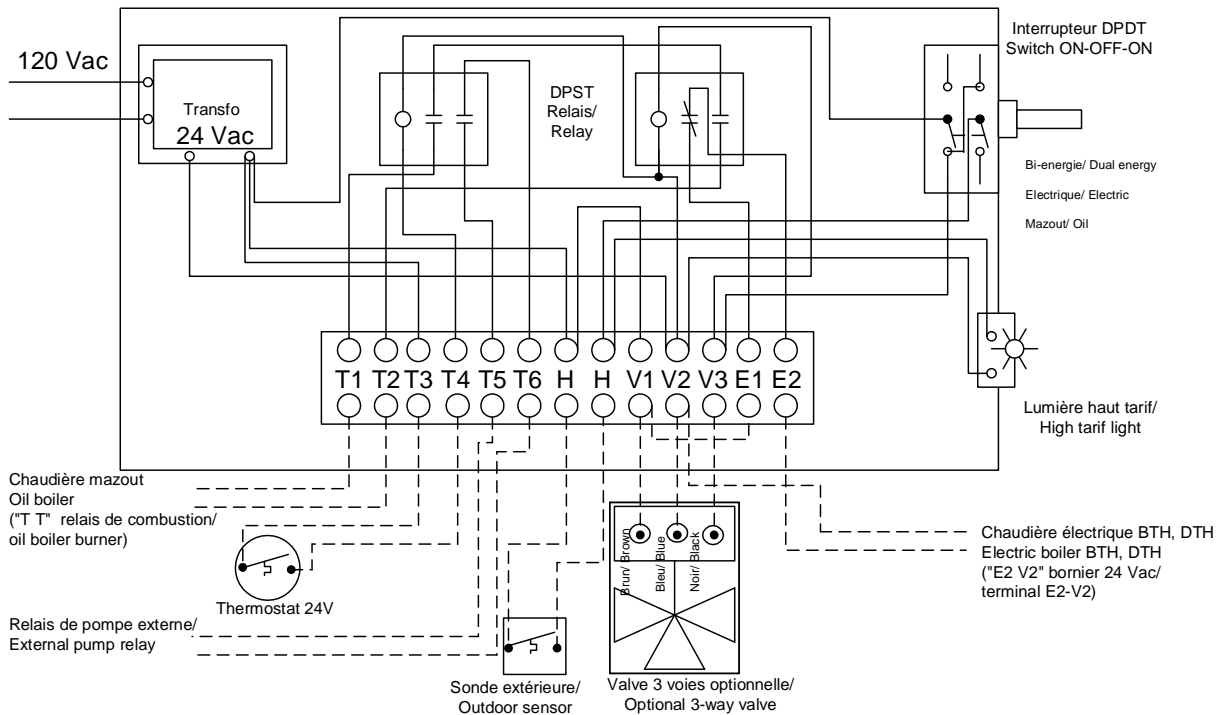 120 Vac
Transfo
24 Vac
DPST
Relais/
Relay
Interrupteur DPDT
Switch ON-OFF-ON
Bi-energie/ Dual energy
Electrique/ Electric
Mazout/ Oil
T1 T2 T3 T4 T5 T6 H H V1 V2 V3 E1 E2
Lumière haut tarif/
High tarif light
Chaudière mazout
Oil boiler
("T T" relais de combustion/
oil boiler burner)
Thermostat 24V
Relais de pompe externe/
External pump relay
Sonde extérieure/
Outdoor sensor
Brun/ Brown
Bleu/ Blue
Noir/ Black
Valve 3 voies optionnelle/
Optional 3-way valve
Chaudière électrique BTH, DTH
Electric boiler BTH, DTH
("E2 V2" bornier 24 Vac/
terminal E2-V2)